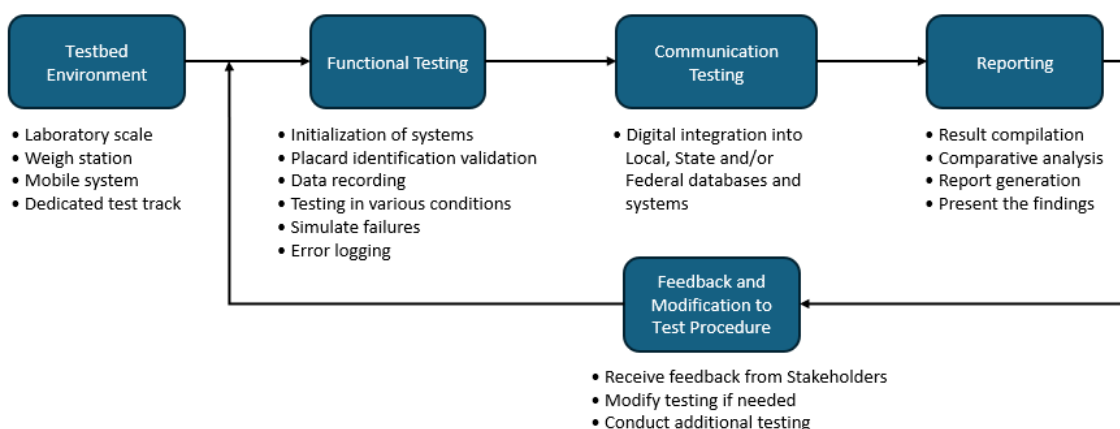 Testbed
Environment
• Laboratory scale
• Weigh station
• Mobile system
• Dedicated test track
Functional Testing
• Initialization of systems
• Placard identification validation
• Data recording
• Testing in various conditions
• Simulate failures
• Error logging
Communication
Testing
• Digital integration into
Local, State and/or
Federal databases and
systems
Reporting
• Result compilation
• Comparative analysis
• Report generation
• Present the findings
Feedback and
Modification to
Test Procedure
• Receive feedback from Stakeholders
• Modify testing if needed
• Conduct additional testing